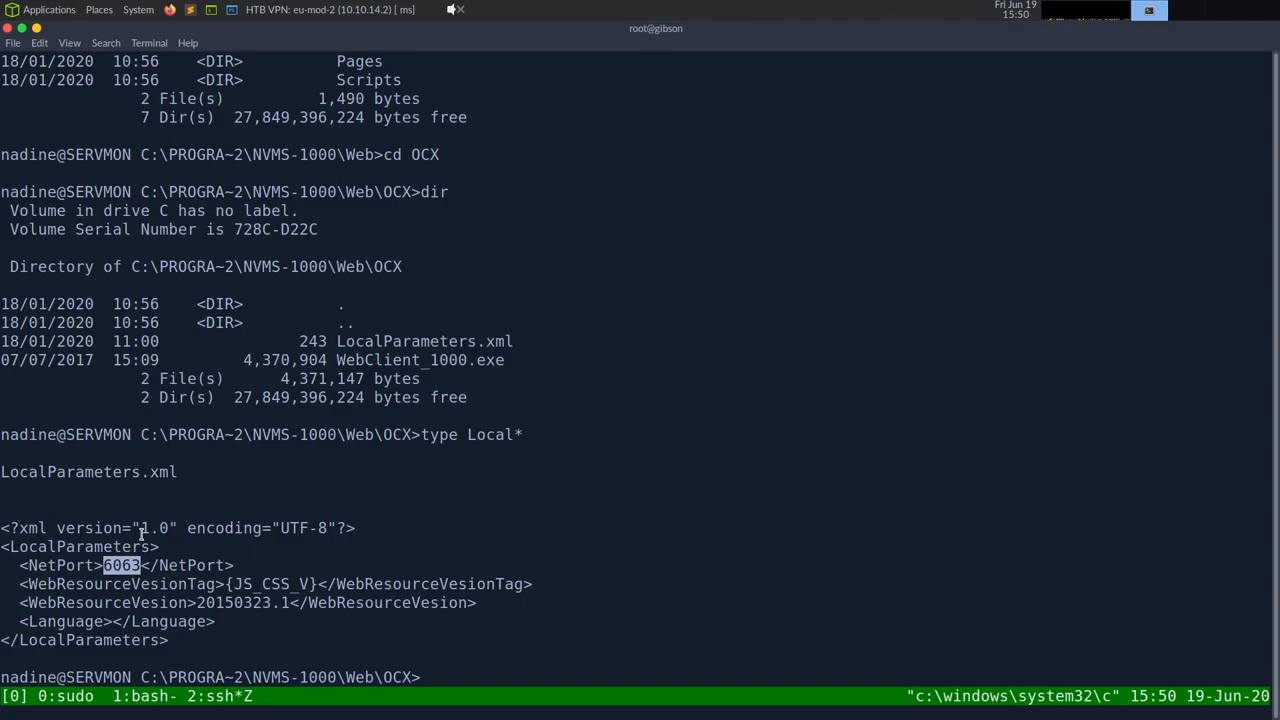 Applications Places System HTB VPN: eu-mod-2 (10.10.14.2) [ ms]
Fri Jun 19
15:50
root@gibson
File Edit View Search Terminal Help
18/01/2020  10:56    <DIR>          Pages
18/01/2020  10:56    <DIR>          Scripts
               2 File(s)          1,490 bytes
               7 Dir(s)  27,849,396,224 bytes free
nadine@SERVMON C:\PROGRA~2\NVMS-1000\Web>cd OCX
nadine@SERVMON C:\PROGRA~2\NVMS-1000\Web\OCX>dir
 Volume in drive C has no label.
 Volume Serial Number is 728C-D22C
 Directory of C:\PROGRA~2\NVMS-1000\Web\OCX
18/01/2020  10:56    <DIR>          .
18/01/2020  10:56    <DIR>          ..
18/01/2020  11:00               243 LocalParameters.xml
07/07/2017  15:09         4,370,904 WebClient_1000.exe
               2 File(s)      4,371,147 bytes
               2 Dir(s)  27,849,396,224 bytes free
nadine@SERVMON C:\PROGRA~2\NVMS-1000\Web\OCX>type Local*
LocalParameters.xml
<?xml version="1.0" encoding="UTF-8"?>
<LocalParameters>
  <NetPort>6063</NetPort>
  <WebResourceVesionTag>{JS_CSS_V}</WebResourceVesionTag>
  <WebResourceVesion>20150323.1</WebResourceVesion>
  <Language></Language>
</LocalParameters>
nadine@SERVMON C:\PROGRA~2\NVMS-1000\Web\OCX>
[0] 0:sudo  1:bash- 2:ssh*Z "c:\windows\system32\c" 15:50 19-Jun-20